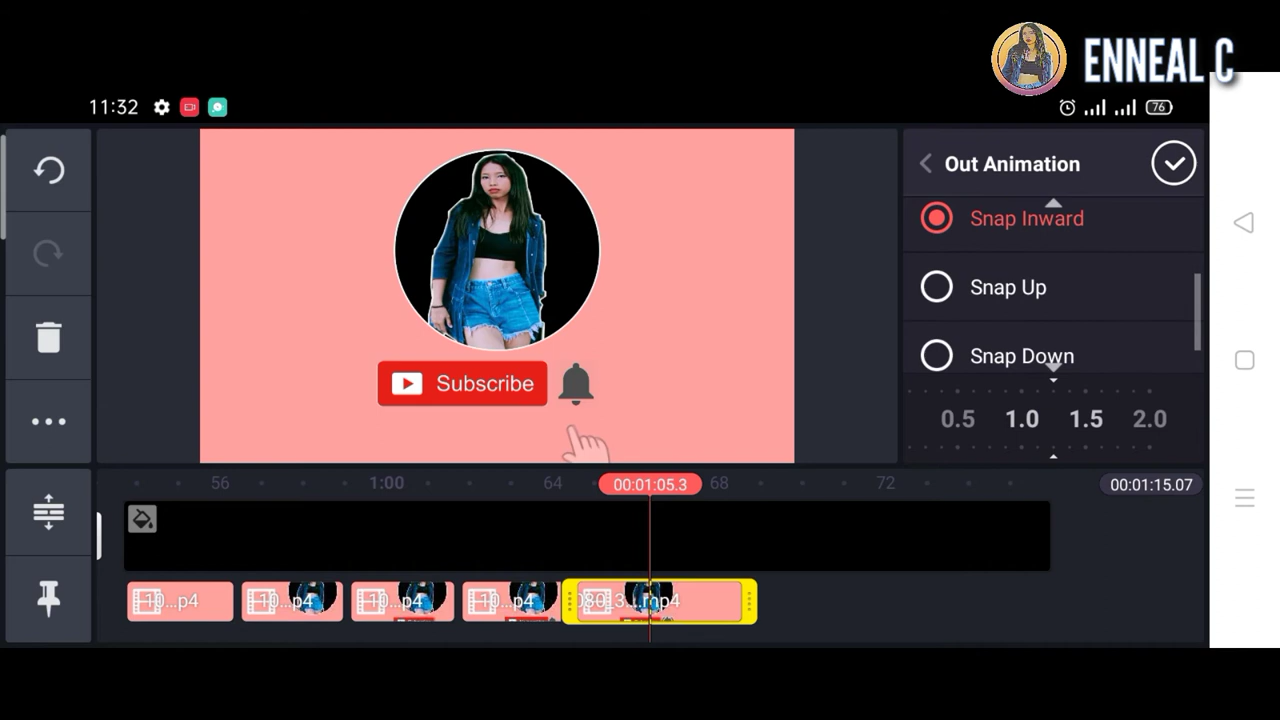 ENNEAL C
11:32
76
Out Animation
Snap Inward
Snap Up
Snap Down
0.5 1.0 1.5 2.0
Subscribe
56 1:00 64 00:01:05.3 68 72 00:01:15.07
10...p4 10...p4 10...p4 10...p4 080_3....mp4